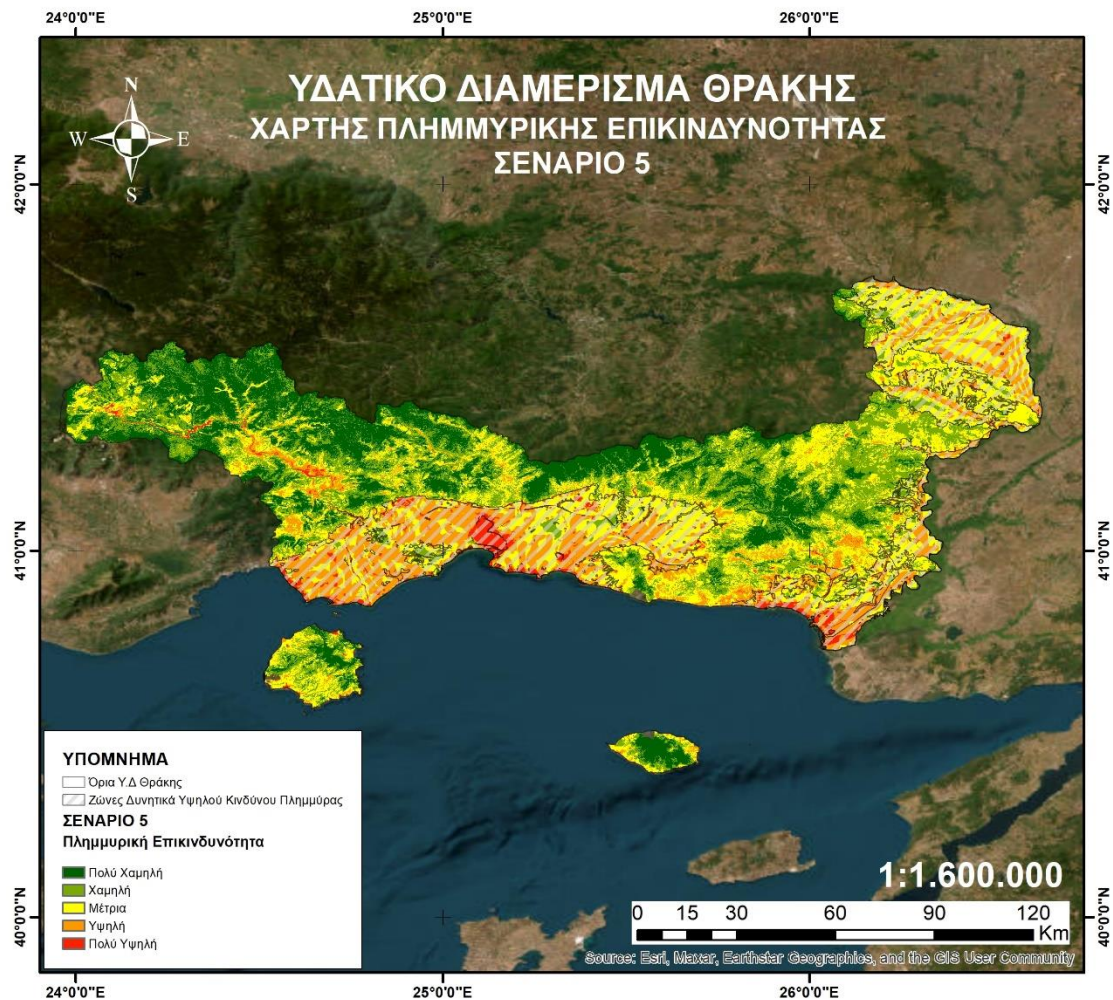 24°0'0"E 25°0'0"E 26°0'0"E
ΥΔΑΤΙΚΟ ΔΙΑΜΕΡΙΣΜΑ ΘΡΑΚΗΣ
ΧΑΡΤΗΣ ΠΛΗΜΜΥΡΙΚΗΣ ΕΠΙΚΙΝΔΥΝΟΤΗΤΑΣ
ΣΕΝΑΡΙΟ 5
N
W E
S
42°0'0"N 42°0'0"N
41°0'0"N 41°0'0"N
ΥΠΟΜΝΗΜΑ
Όρια Υ.Δ Θράκης
Ζώνες Δυνητικά Υψηλού Κινδύνου Πλημμύρας
ΣΕΝΑΡΙΟ 5
Πλημμυρική Επικινδυνότητα
Πολύ Χαμηλή
Χαμηλή
Μέτρια
Υψηλή
Πολύ Υψηλή
1:1.600.000
0 15 30 60 90 120
Km
Source: Esri, Maxar, Earthstar Geographics, and the GIS User Community
40°0'0"N 40°0'0"N
24°0'0"E 25°0'0"E 26°0'0"E